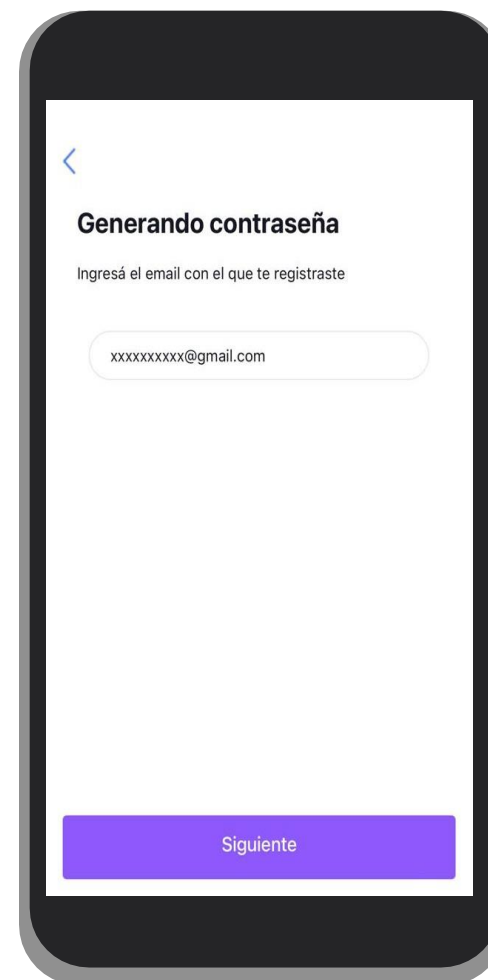 Generando contraseña
Ingresá el email con el que te registraste
xxxxxxxxxx@gmail.com
Siguiente